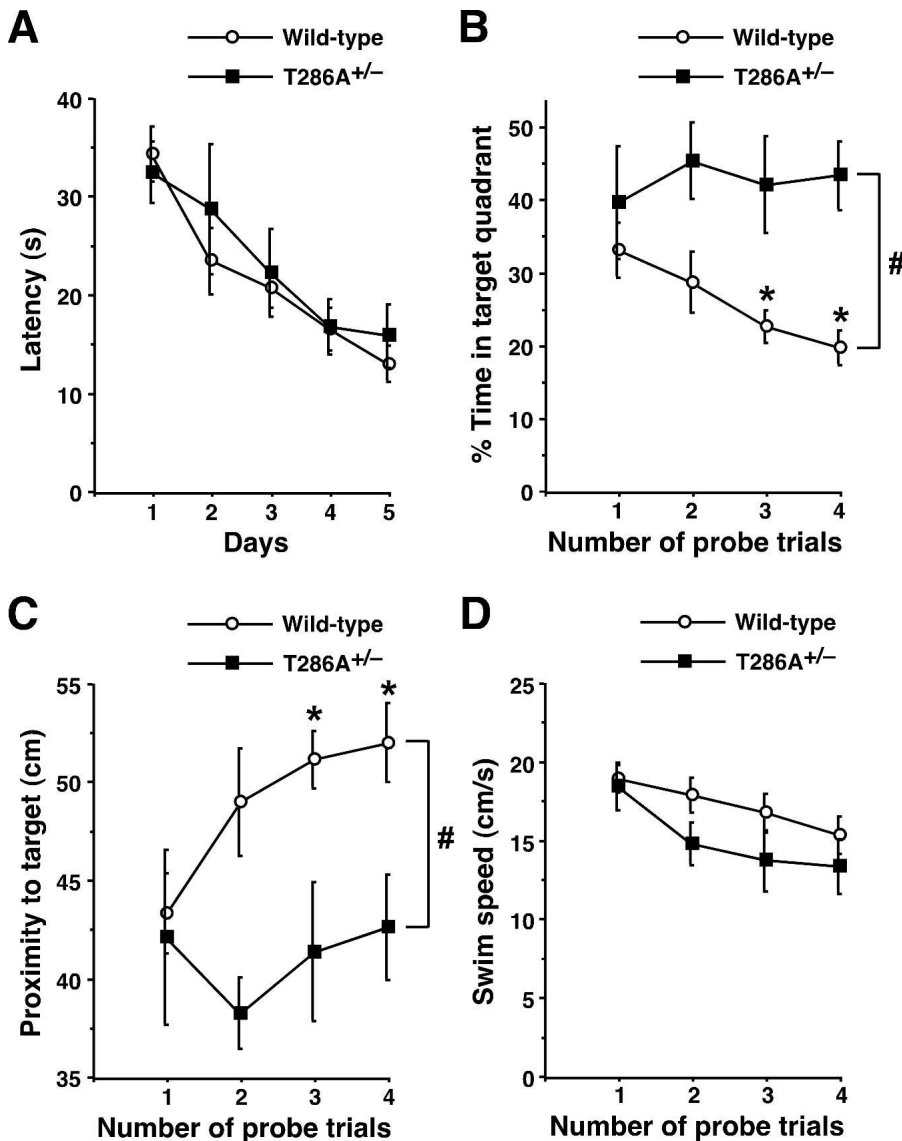 A
Wild-type
T286A+/–
Latency (s)
40
30
20
10
0
1 2 3 4 5
Days
B
Wild-type
T286A+/–
% Time in target quadrant
50
40
30
20
10
0
* *
#
1 2 3 4
Number of probe trials
C
Wild-type
T286A+/–
Proximity to target (cm)
55
50
45
40
35
* *
#
1 2 3 4
Number of probe trials
D
Wild-type
T286A+/–
Swim speed (cm/s)
25
20
15
10
5
0
1 2 3 4
Number of probe trials